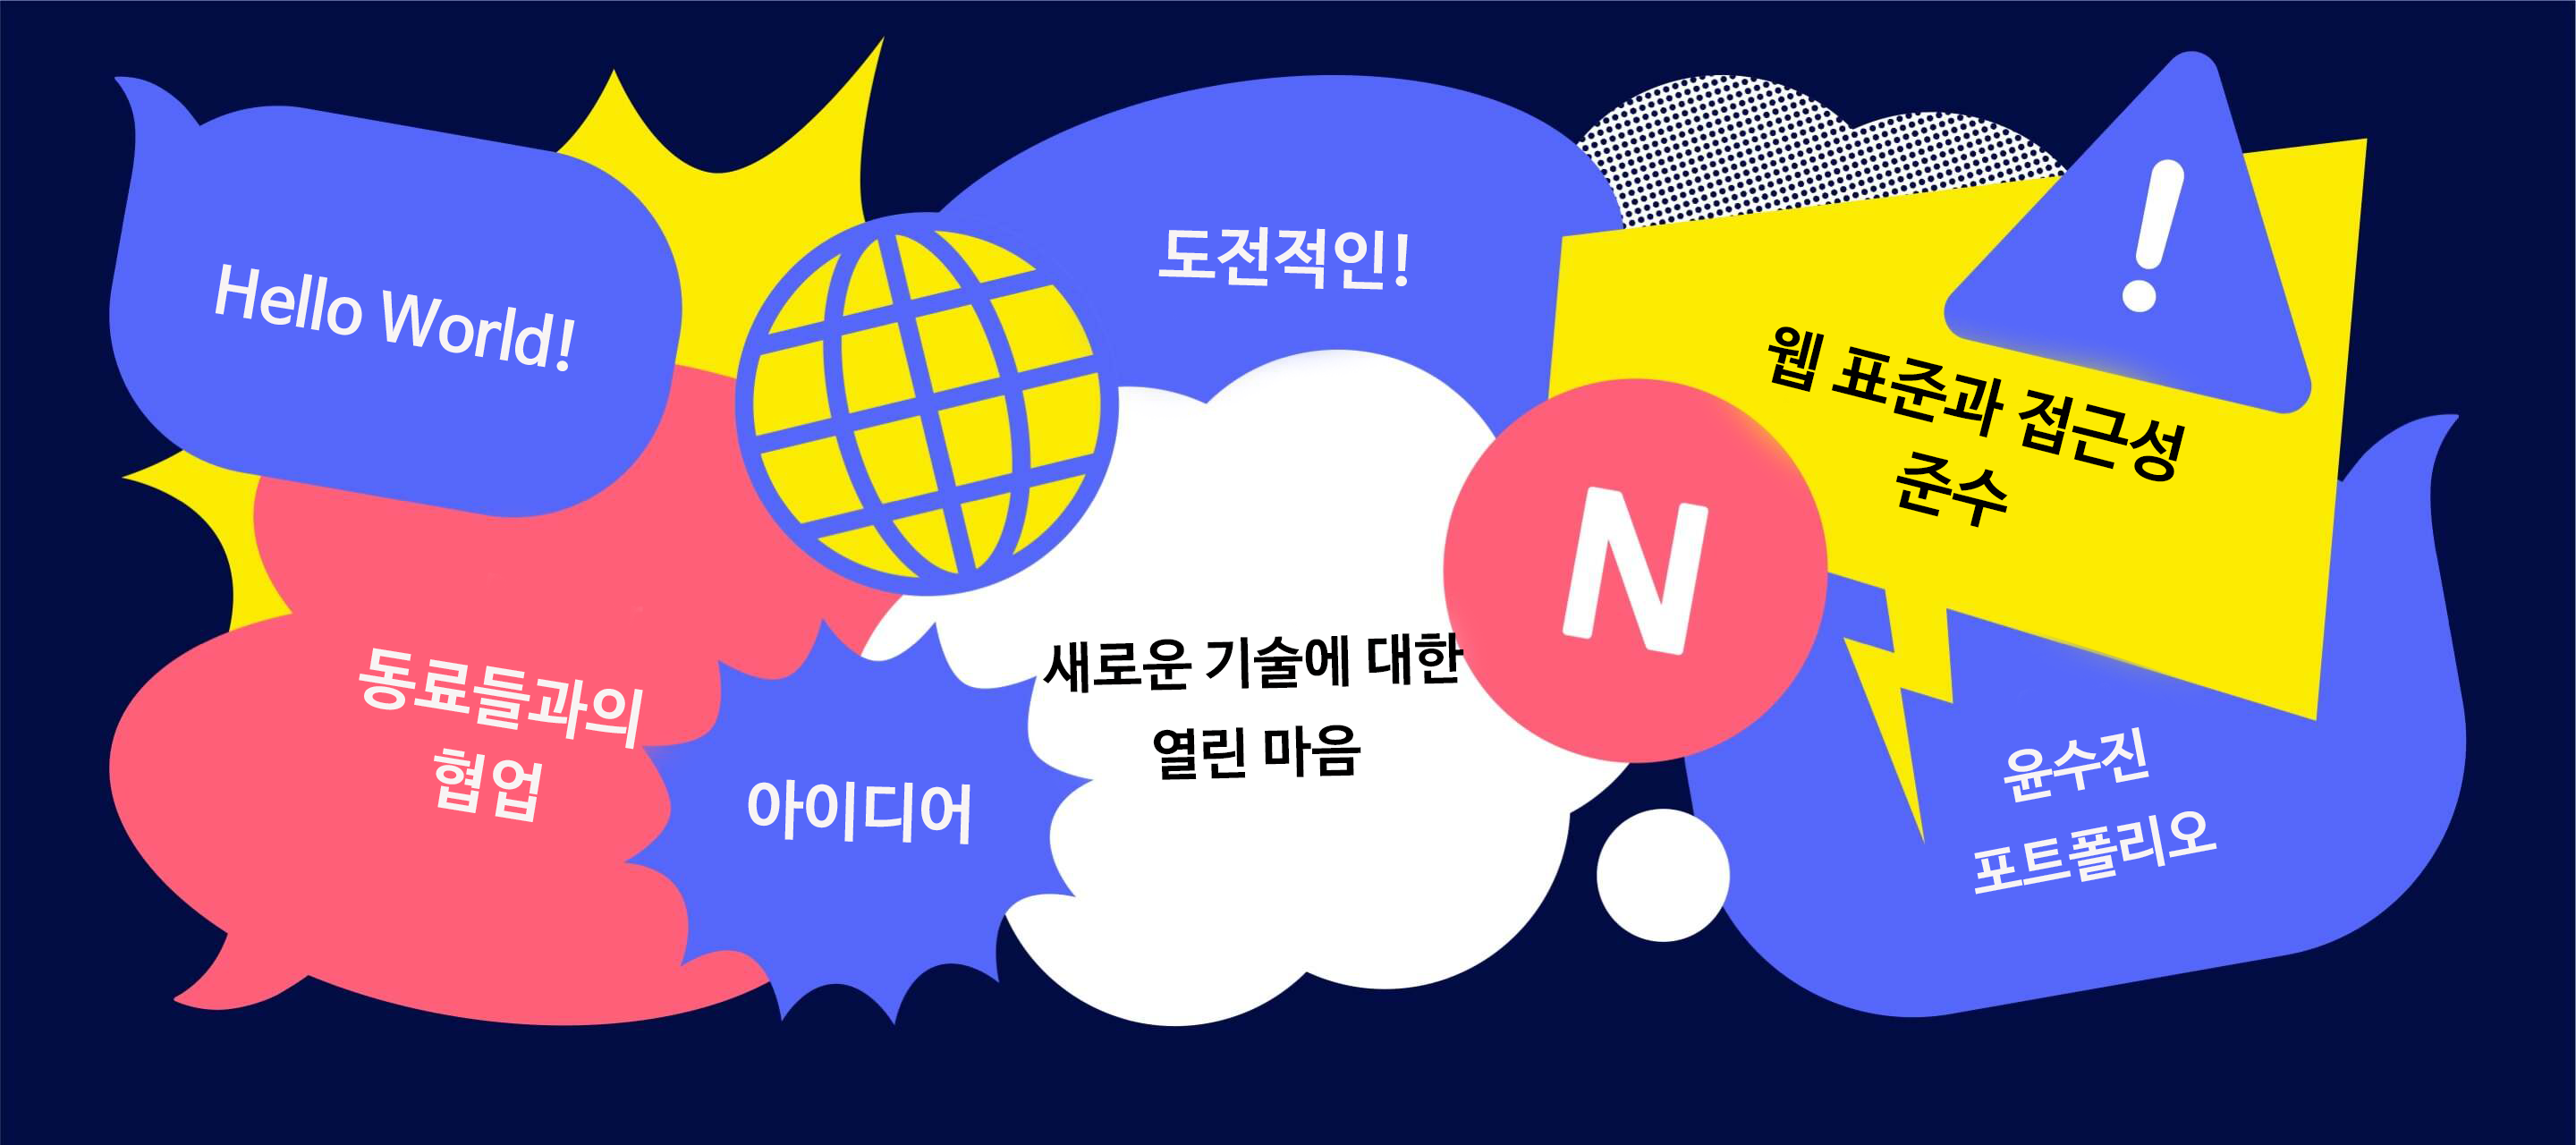 Hello World!
도전적인!
웹 표준과 접근성
준수
!
N
동료들과의
협업
아이디어
새로운 기술에 대한
열린 마음
윤수진
포트폴리오